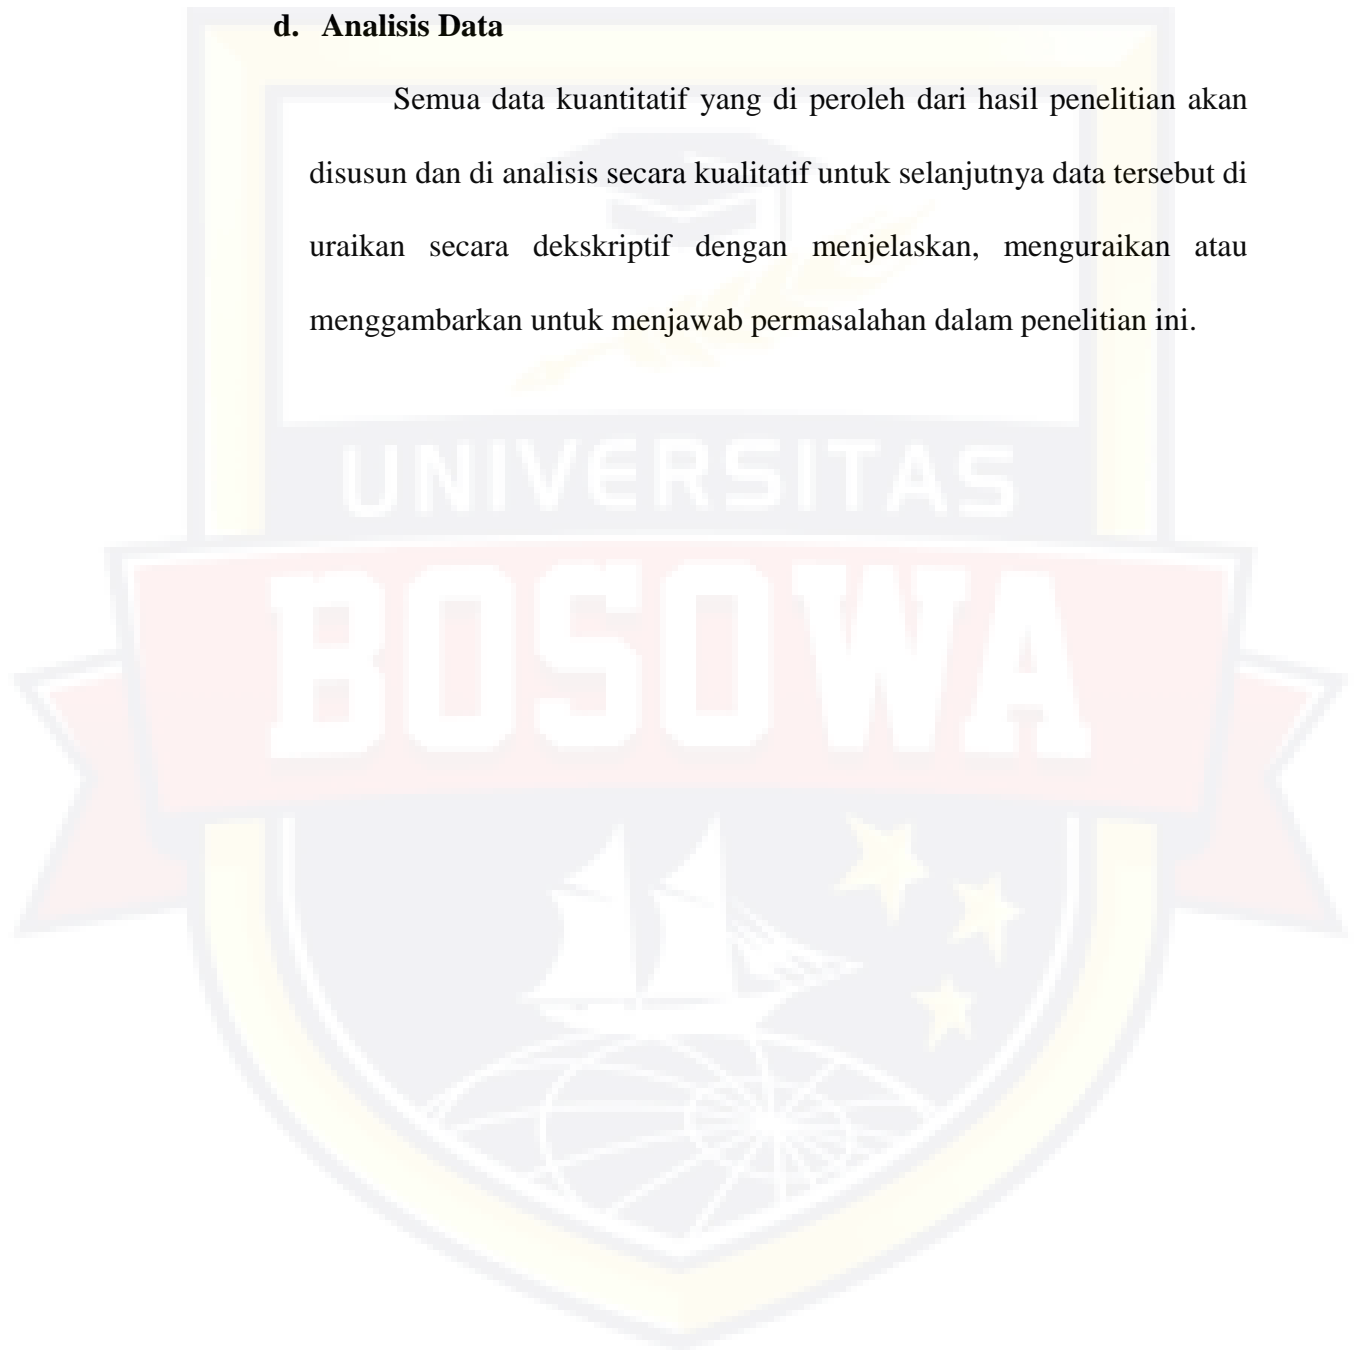 d. Analisis Data
Semua data kuantitatif yang di peroleh dari hasil penelitian akan
disusun dan di analisis secara kualitatif untuk selanjutnya data tersebut di
uraikan secara dekskriptif dengan menjelaskan, menguraikan atau
menggambarkan untuk menjawab permasalahan dalam penelitian ini.
UNIVERSITAS
BOSOWA